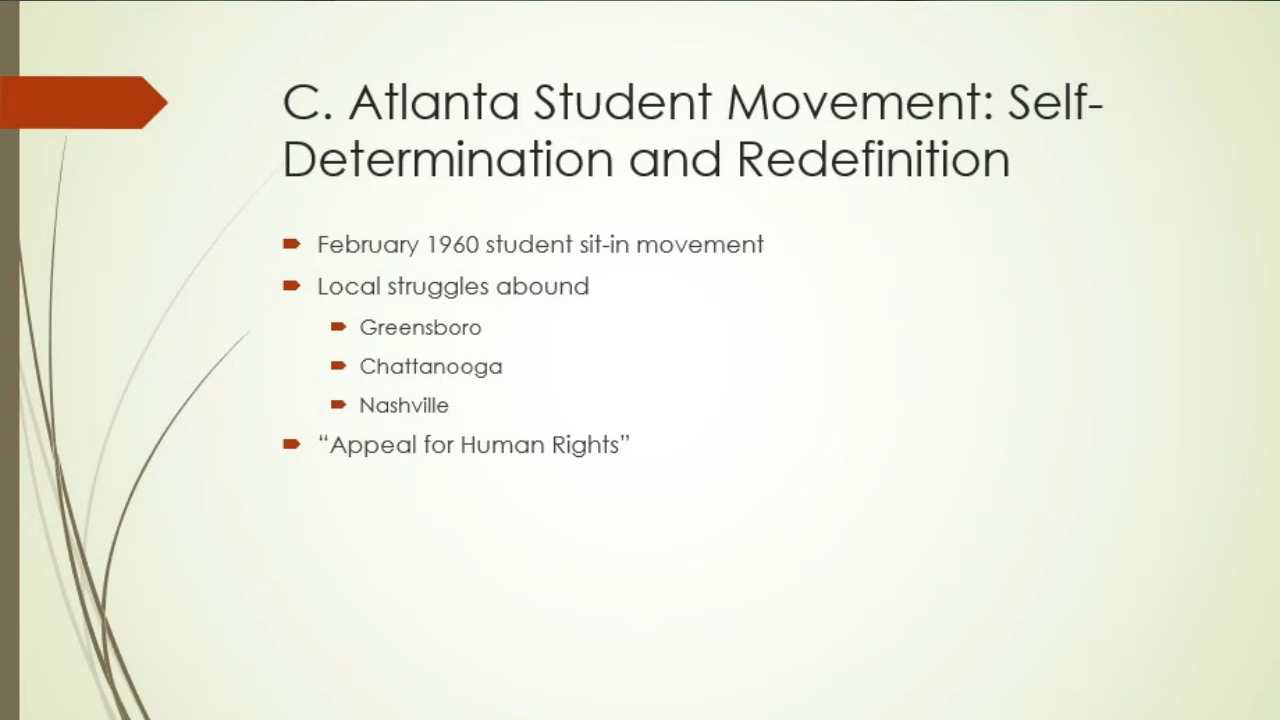 C. Atlanta Student Movement: Self-
Determination and Redefinition
February 1960 student sit-in movement
Local struggles abound
Greensboro
Chattanooga
Nashville
“Appeal for Human Rights”